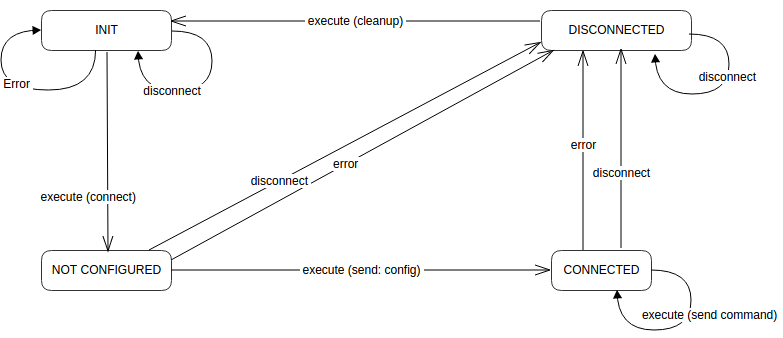 execute (cleanup)
INIT
DISCONNECTED
Error
disconnect
disconnect
error
error
disconnect
disconnect
execute (connect)
NOT CONFIGURED
execute (send: config)
CONNECTED
execute (send command)